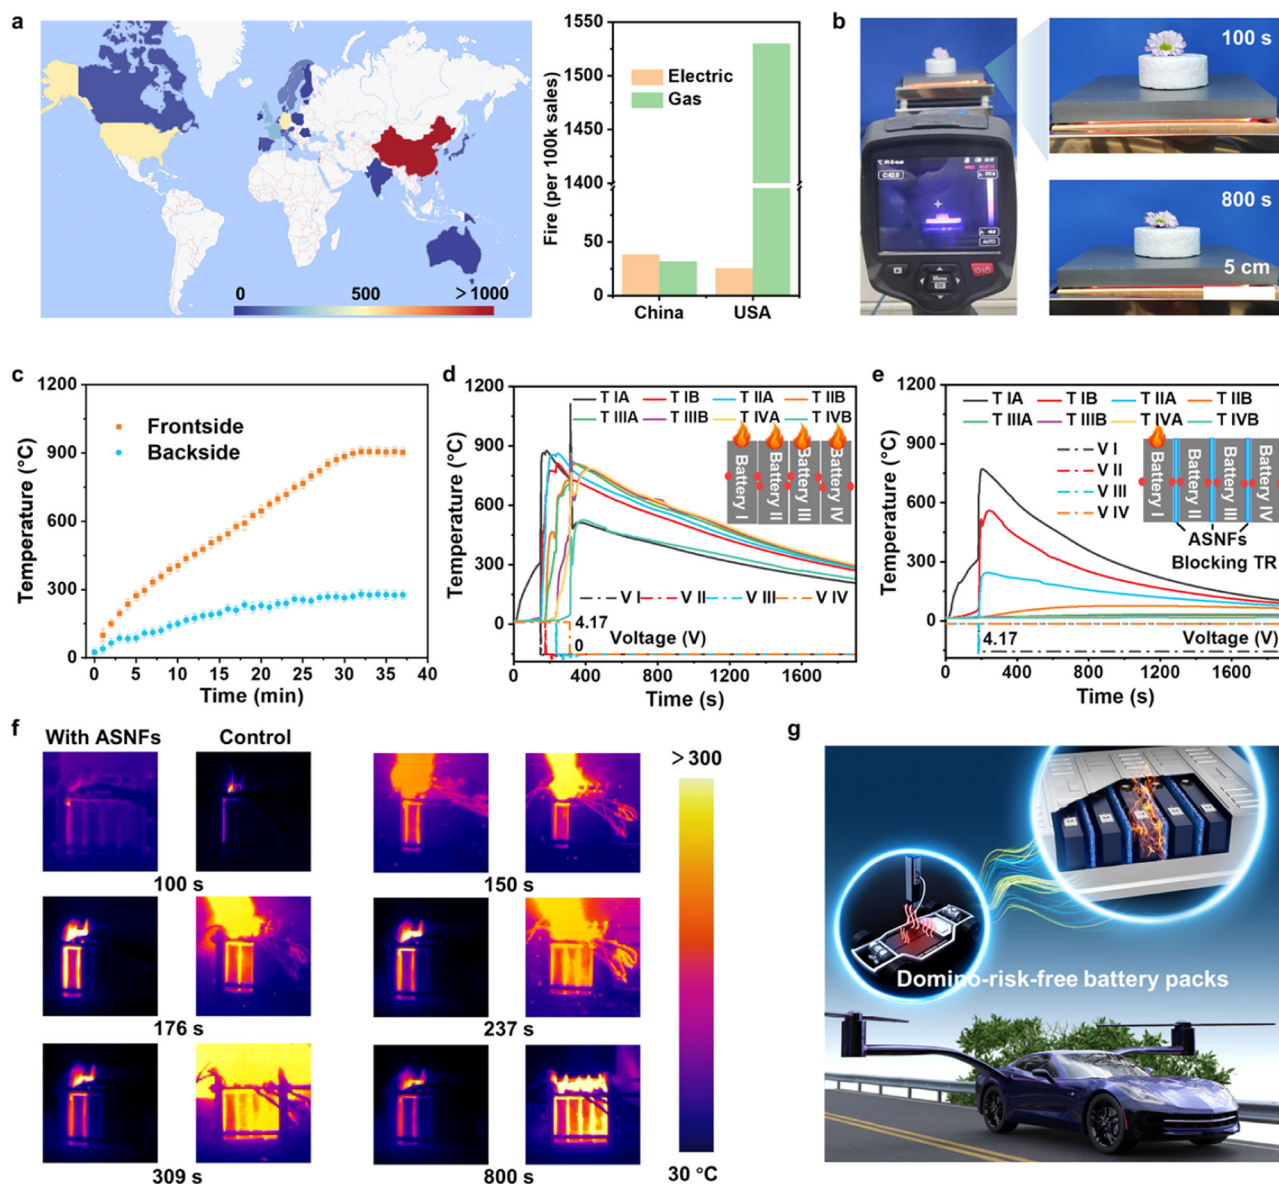 a
0
500
> 1000
1550
1500
1450
1400
50
0
Fire (per 100k sales)
Electric
Gas
China
USA
b
100 s
800 s
5 cm
AUTO
Menu
c
1200
900
600
300
0
Temperature (°C)
Frontside
Backside
0 5 10 15 20 25 30 35 40
Time (min)
d
1200
900
600
300
0
Temperature (°C)
T IA T IB T IIA T IIB
T IIIA T IIIB T IVA T IVB
Battery I
Battery II
Battery III
Battery IV
V I V II V III V IV
4.17
0
Voltage (V)
0 400 800 1200 1600
Time (s)
e
1200
900
600
300
0
Temperature (°C)
T IA T IB T IIA T IIB
T IIIA T IIIB T IVA T IVB
V I
V II
V III
V IV
Battery I
Battery II
Battery III
Battery IV
ASNFs
Blocking TR
4.17
Voltage (V)
0 400 800 1200 1600
Time (s)
f
With ASNFs
Control
100 s
150 s
176 s
237 s
309 s
800 s
> 300
30 °C
g
Domino-risk-free battery packs